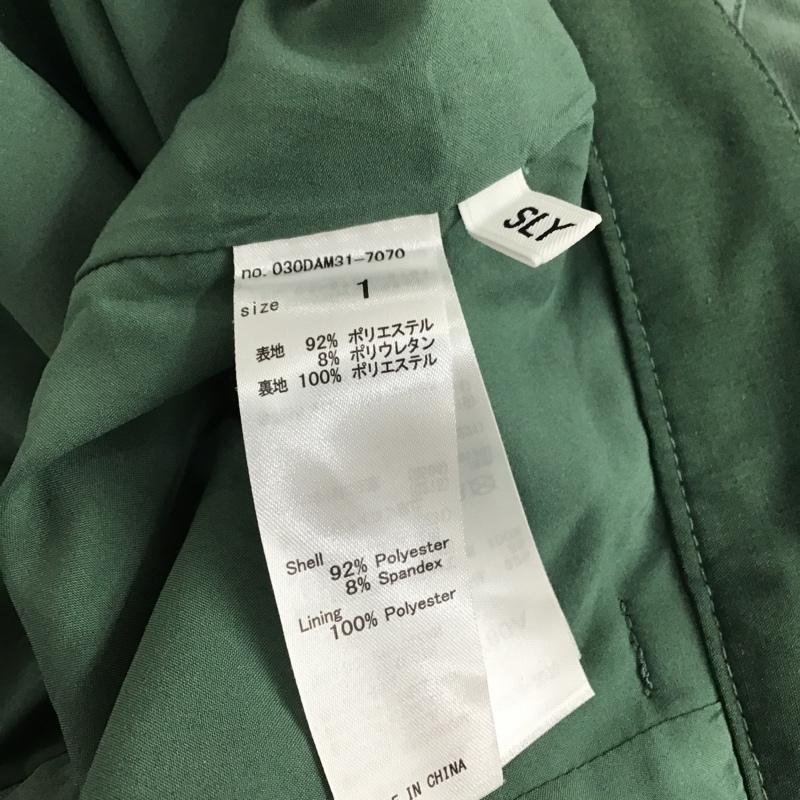 SLY
no. 030DAM31-7070
size 1
表地 92% ポリエステル
8% ポリウレタン
裏地 100% ポリエステル
Shell 92% Polyester
8% Spandex
Lining 100% Polyester
IN CHINA